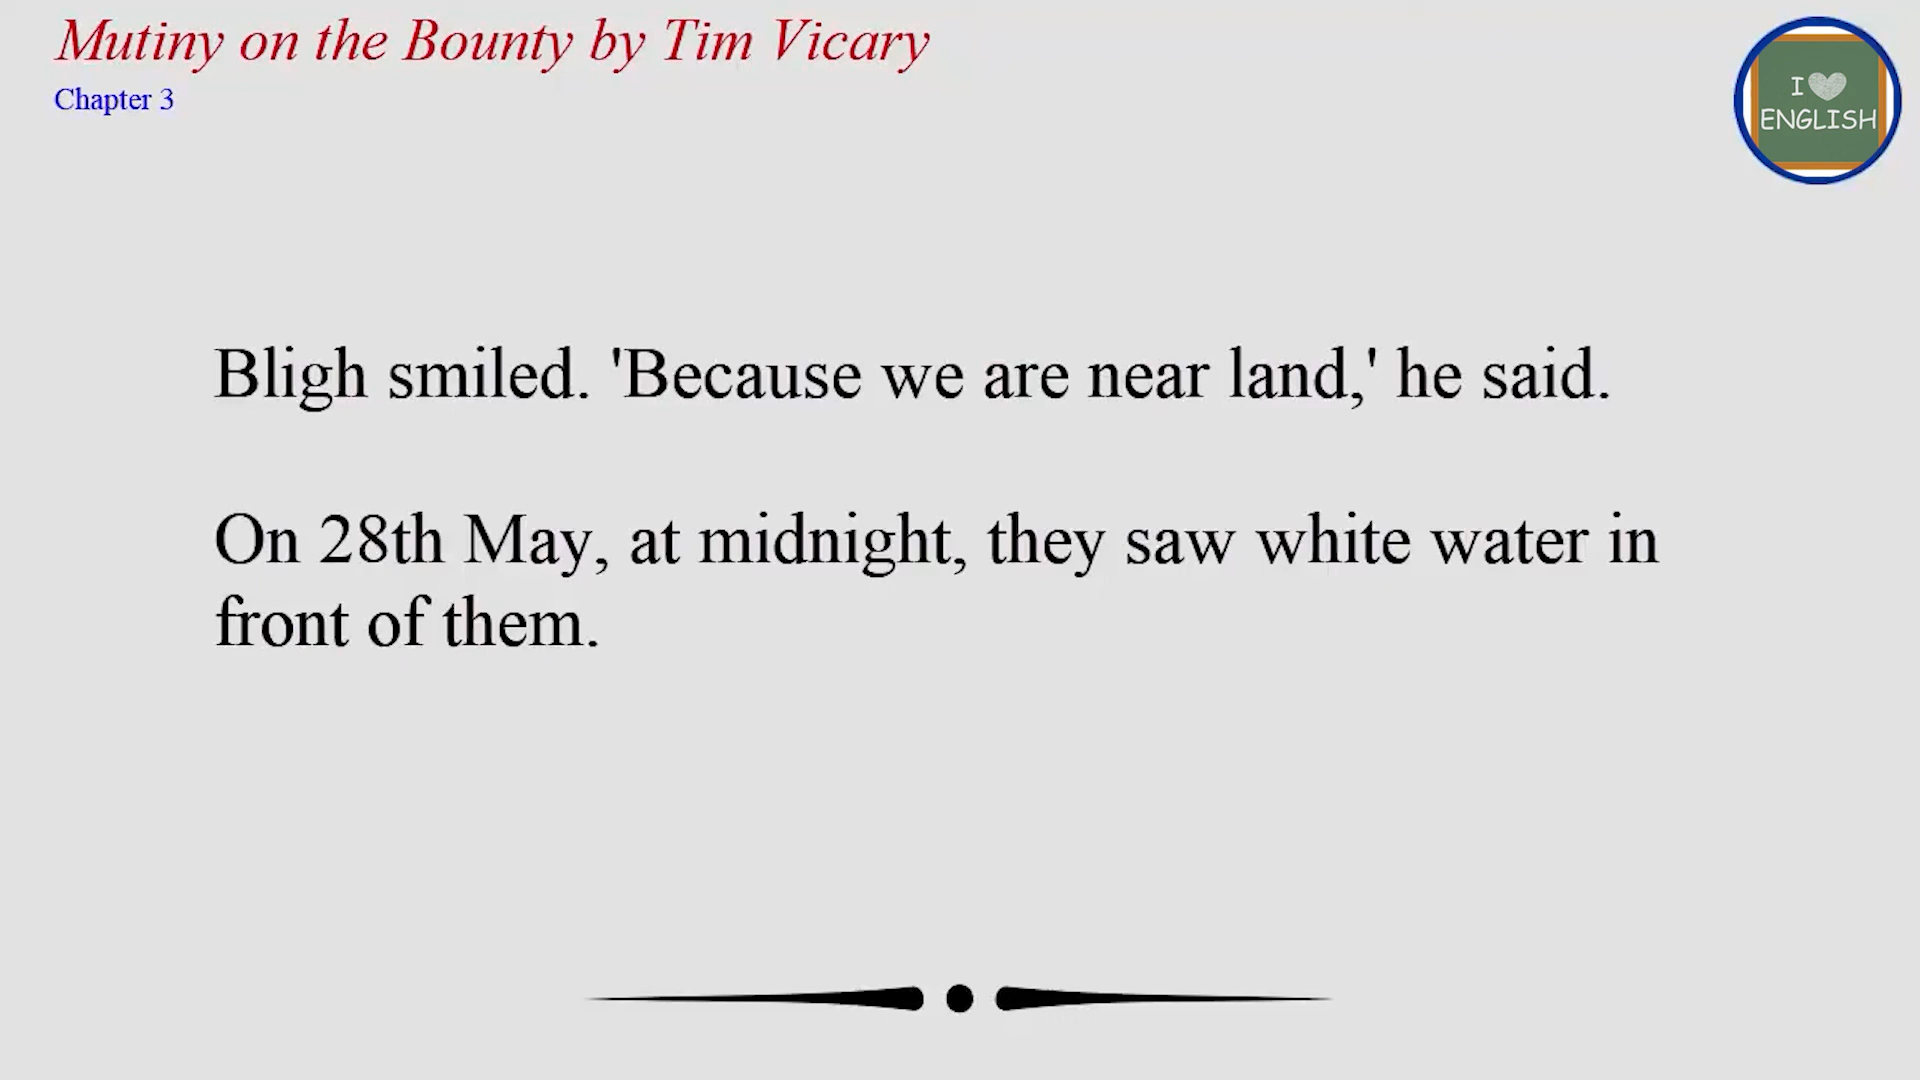 Mutiny on the Bounty by Tim Vicary
Chapter 3
I
ENGLISH
Bligh smiled. 'Because we are near land,' he said.
On 28th May, at midnight, they saw white water in
front of them.